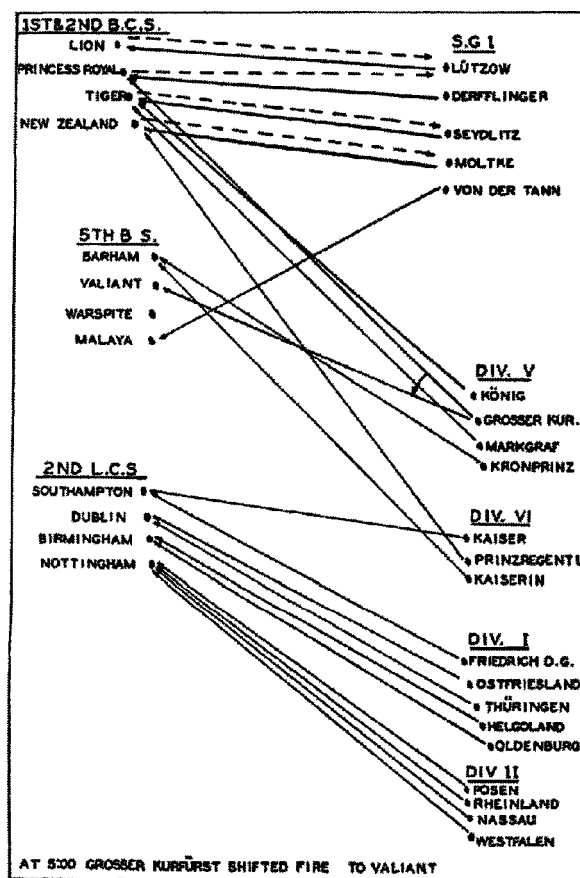 1ST&2ND B.C.S.
LION
PRINCESS ROYAL
TIGER
NEW ZEALAND
S.G I
LÜTZOW
DERFFLINGER
SEYDLITZ
MOLTKE
VON DER TANN
5TH B S.
BARHAM
VALIANT
WARSPITE
MALAYA
DIV. V
KÖNIG
GROSSER KUR.
MARKGRAF
KRONPRINZ
2ND L.C.S
SOUTHAMPTON
DUBLIN
BIRMINGHAM
NOTTINGHAM
DIV. VI
KAISER
PRINZREGENTL
KAISERIN
DIV. I
FRIEDRICH D.G.
OSTFRIESLAND
THÜRINGEN
HELGOLAND
OLDENBURG
DIV II
POSEN
RHEINLAND
NASSAU
WESTFALEN
AT 5:00 GROSSER KURFÜRST SHIFTED FIRE TO VALIANT